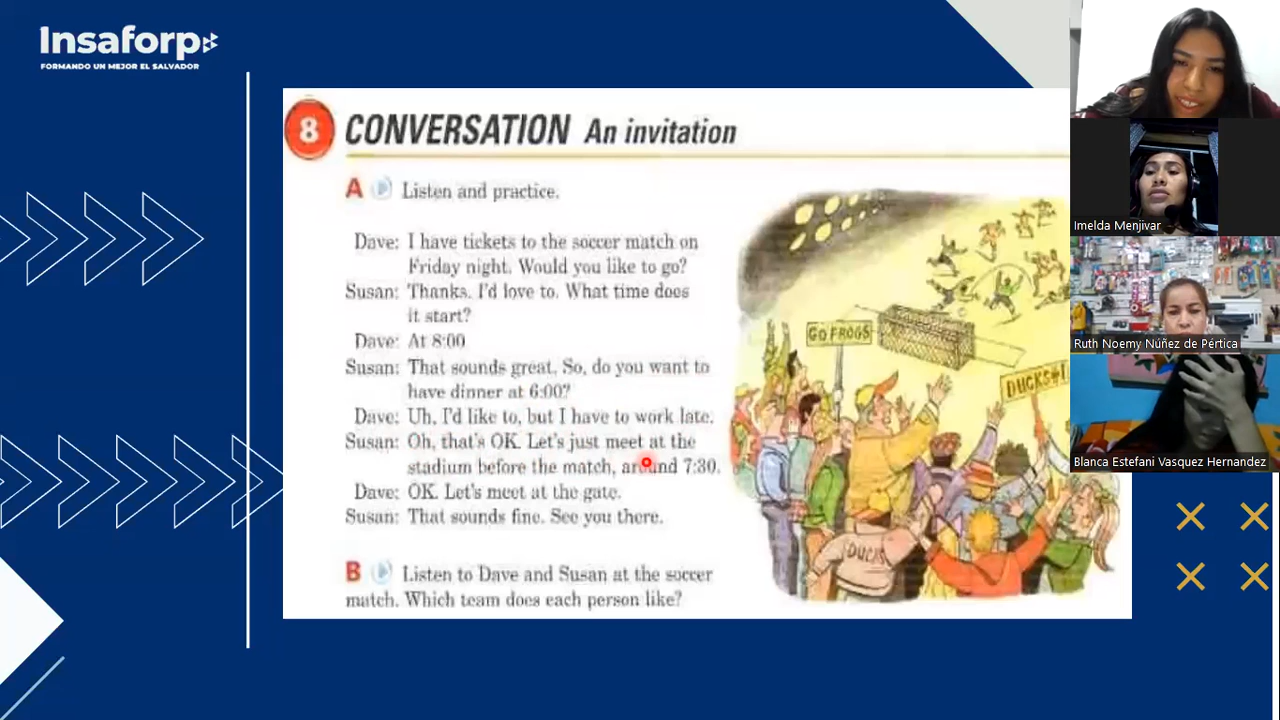 Insaforp
FORMANDO UN MEJOR EL SALVADOR
8 CONVERSATION An invitation
A Listen and practice.
Dave: I have tickets to the soccer match on
Friday night. Would you like to go?
Susan: Thanks. I'd love to. What time does
it start?
Dave: At 8:00
Susan: That sounds great. So, do you want to
have dinner at 6:00?
Dave: Uh, I'd like to, but I have to work late.
Susan: Oh, that's OK. Let's just meet at the
stadium before the match, around 7:30.
Dave: OK. Let's meet at the gate.
Susan: That sounds fine. See you there.
B Listen to Dave and Susan at the soccer
match. Which team does each person like?
GO FROGS
DUCKS
DUCKS
Imelda Menjivar
Ruth Noemy Núñez de Pértica
Blanca Estefani Vasquez Hernandez